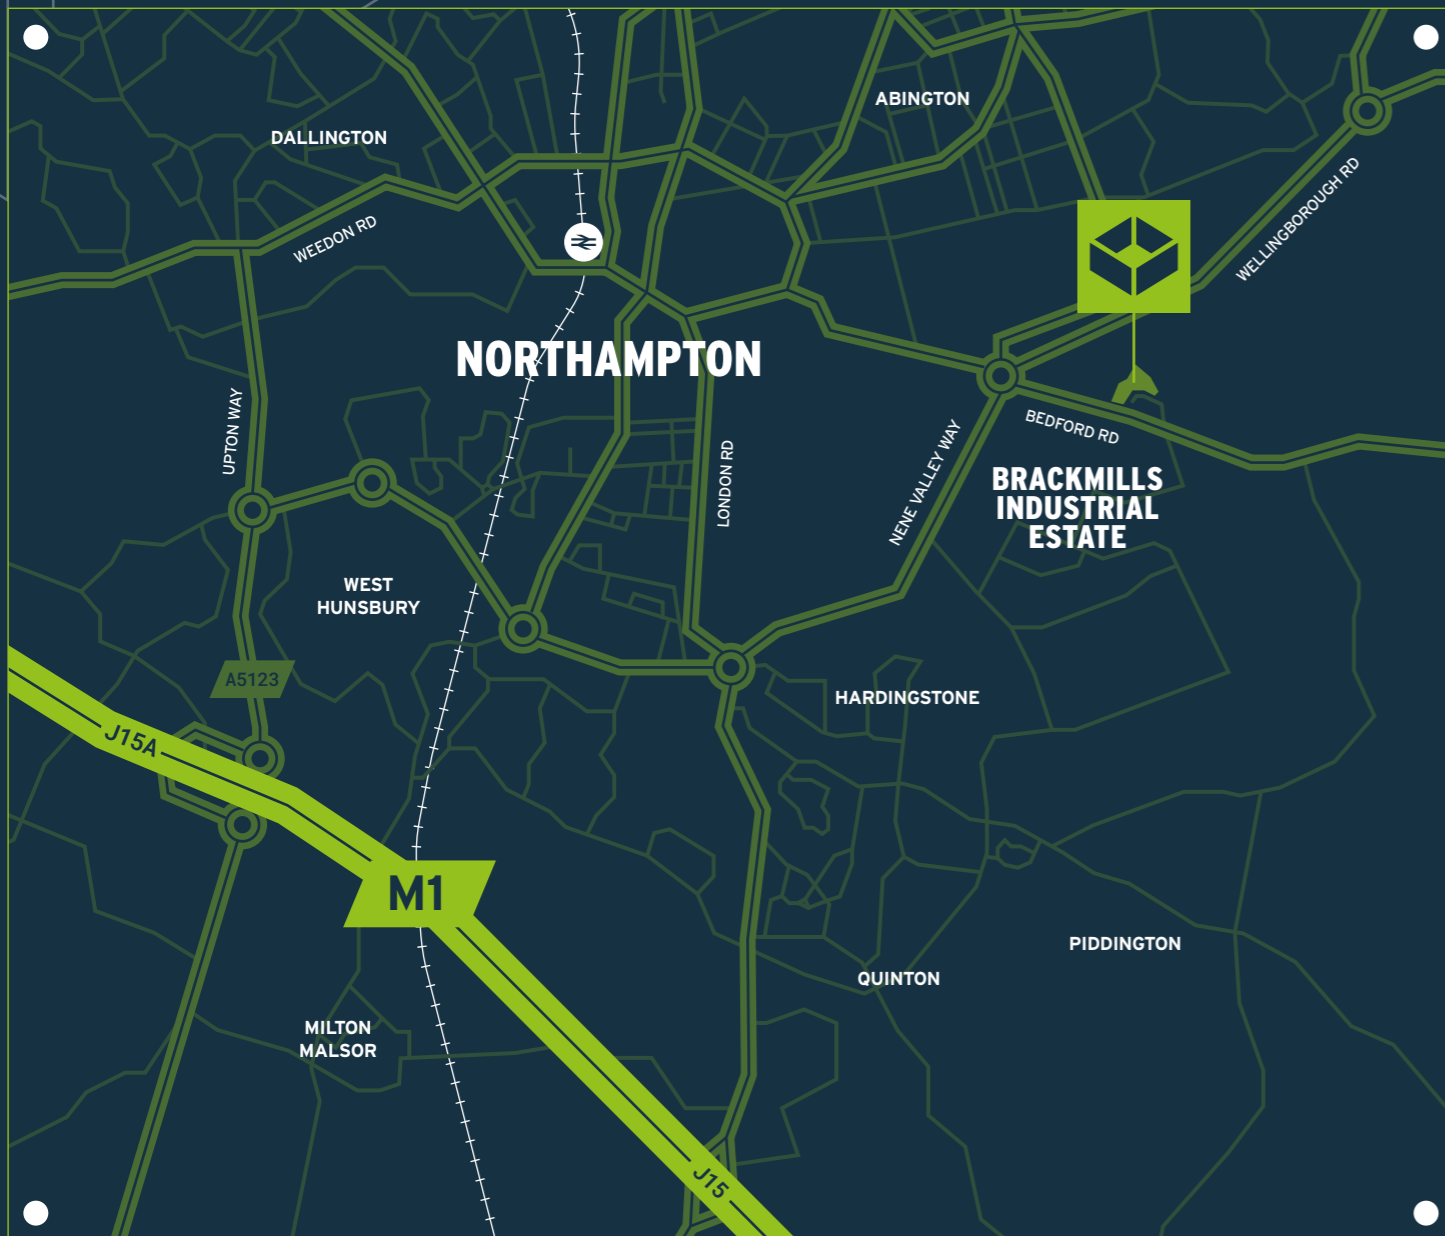 ABINGTON
DALLINGTON
WELLINGBOROUGH RD
WEEDON RD
NORTHAMPTON
UPTON WAY
BEDFORD RD
LONDON RD
NENE VALLEY WAY
BRACKMILLS
INDUSTRIAL
ESTATE
WEST
HUNSBURY
A5123
HARDINGSTONE
J15A
M1
PIDDINGTON
QUINTON
MILTON
MALSOR
J15